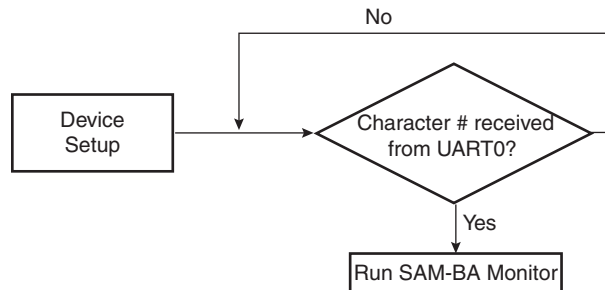 No
Device
Setup
Character # received
from UART0?
Yes
Run SAM-BA Monitor